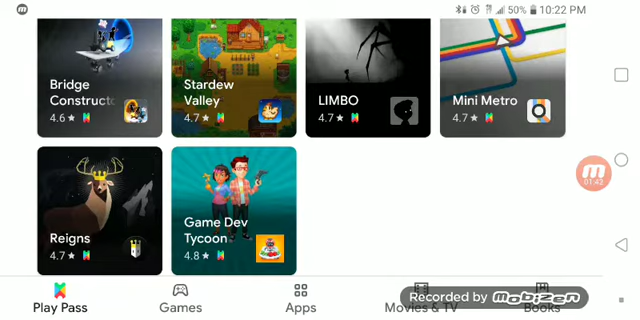 50% 10:22 PM
Bridge
Constructo
4.6★
Stardew
Valley
4.7★
LIMBO
4.7★
Mini Metro
4.7★
01:42
Reigns
4.7★
Game Dev
Tycoon
4.8★
Play Pass
Games
Apps
Movies & TV
Books
Recorded by Mobizen